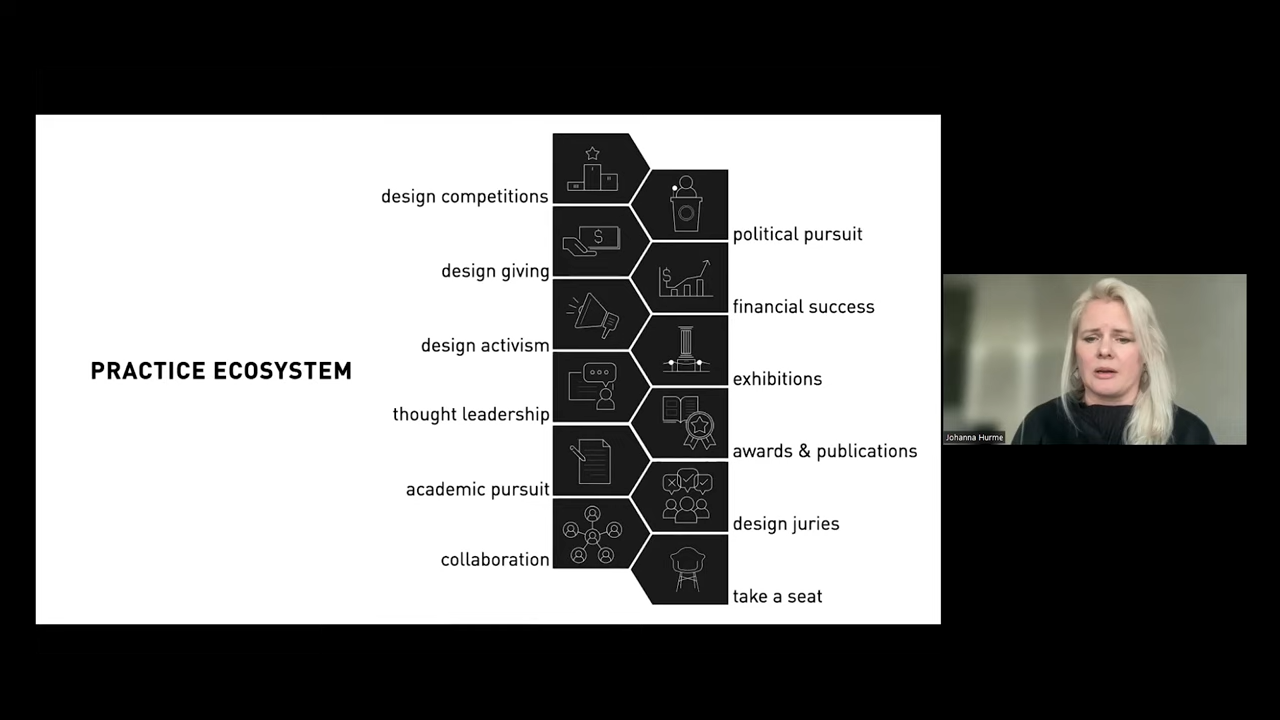 PRACTICE ECOSYSTEM
design competitions
design giving
design activism
thought leadership
academic pursuit
collaboration
political pursuit
financial success
exhibitions
awards & publications
design juries
take a seat
$
$
Johanna Hurme